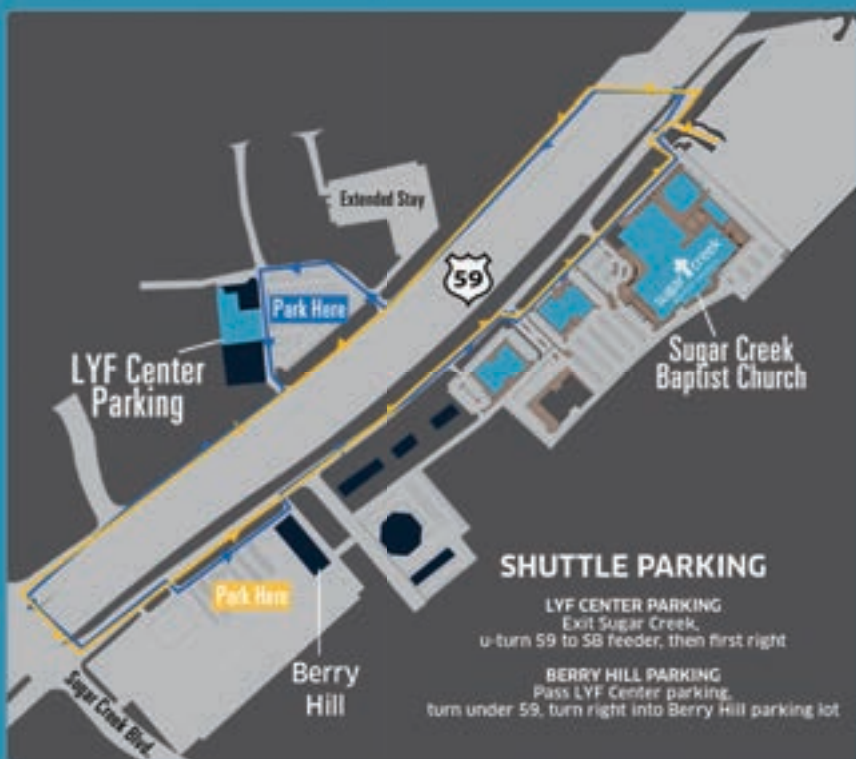 Extended Stay
59
Park Here
LYF Center
Parking
sugar creek
Sugar Creek
Baptist Church
Park Here
Berry
Hill
Sugar Creek Blvd.
SHUTTLE PARKING
LYF CENTER PARKING
Exit Sugar Creek,
u-turn 59 to SB feeder, then first right
BERRY HILL PARKING
Pass LYF Center parking,
turn under 59, turn right into Berry Hill parking lot